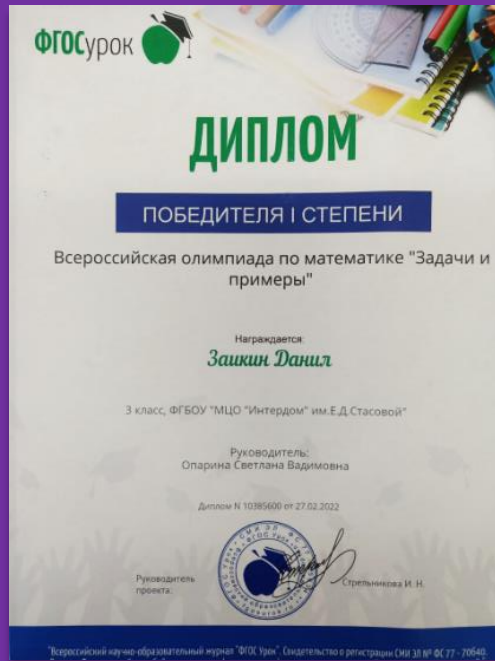 ФГОСурок
ДИПЛОМ
ПОБЕДИТЕЛЯ I СТЕПЕНИ
Всероссийская олимпиада по математике "Задачи и
примеры"
Награждается:
Заикин Данил
3 класс, ФГБОУ "МЦО "Интердом" им.Е.Д.Стасовой"
Руководитель:
Опарина Светлана Вадимовна
Диплом N 10385600 от 27.02.2022
Руководитель
проекта:
Стрельникова И. Н.
"Всероссийский научно-образовательный журнал "ФГОС Урок". Свидетельство о регистрации СМИ ЭЛ № ФС 77 - 70640.